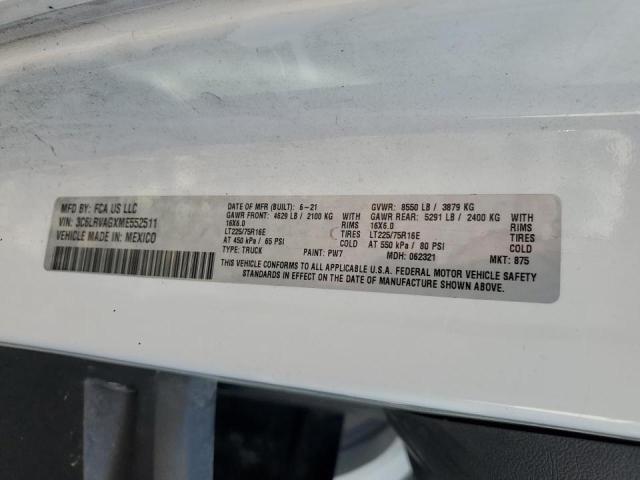 MFD BY: FCA US LLC
VIN: 3C6LRVAGXME552511
VEHICLE MADE IN: MEXICO
DATE OF MFR (BUILT): 6-21
GAWR FRONT: 4629 LB / 2100 KG WITH
16X6.0 RIMS
LT225/75R16E TIRES
AT 450 kPa / 65 PSI COLD
TYPE: TRUCK PAINT: PW7
GVWR: 8550 LB / 3879 KG
GAWR REAR: 5291 LB / 2400 KG WITH
16X6.0 RIMS
LT225/75R16E TIRES
AT 550 kPa / 80 PSI COLD
MDH: 062321 MKT: 875
THIS VEHICLE CONFORMS TO ALL APPLICABLE U.S.A. FEDERAL MOTOR VEHICLE SAFETY
STANDARDS IN EFFECT ON THE DATE OF MANUFACTURE SHOWN ABOVE.